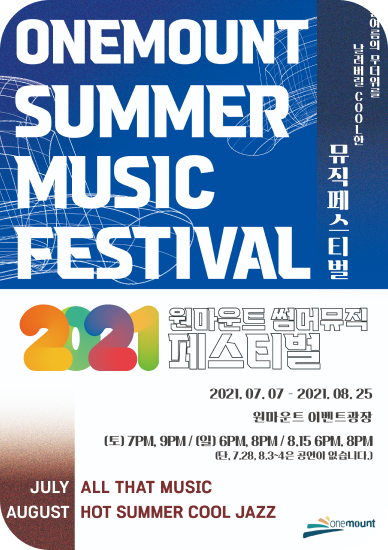 ONEMOUNT
SUMMER
MUSIC
FESTIVAL
한여름의 무더위를
날려버릴 COOL한
뮤직페스티벌
2021 원마운트 썸머뮤직
페스티벌
2021. 07. 07 - 2021. 08. 25
원마운트 이벤트광장
(토) 7PM, 9PM / (일) 6PM, 8PM / 8.15 6PM, 8PM
(단, 7.28, 8.3~4은 공연이 없습니다.)
JULY ALL THAT MUSIC
AUGUST HOT SUMMER COOL JAZZ
onemount